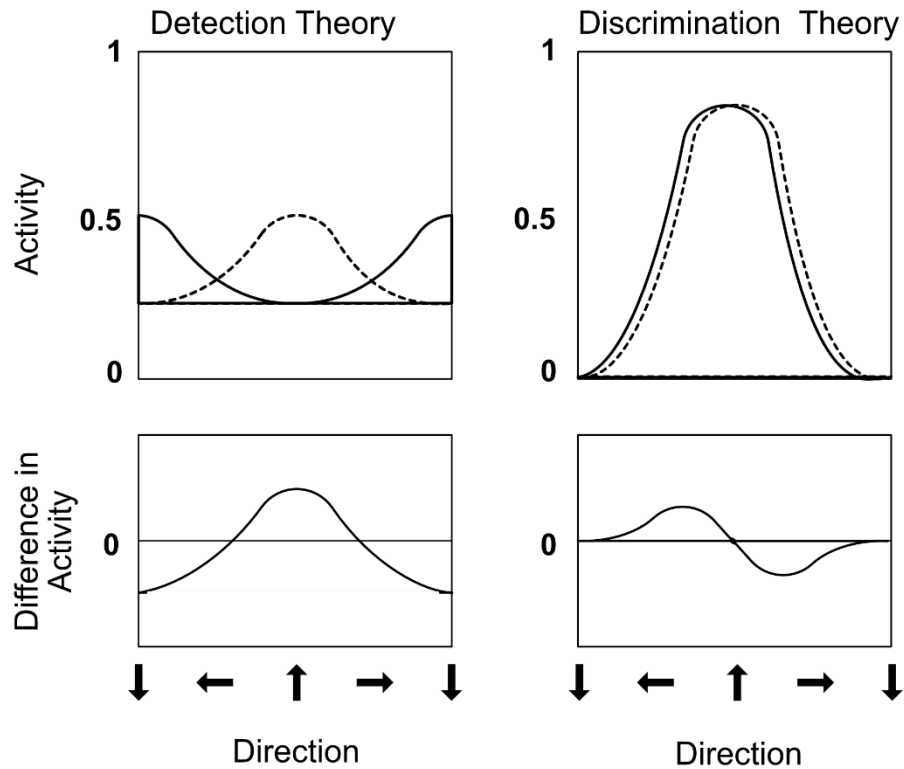 Detection Theory
Discrimination Theory
1
0.5
0
Activity
1
0.5
0
Difference in
Activity
0
0
Direction
Direction